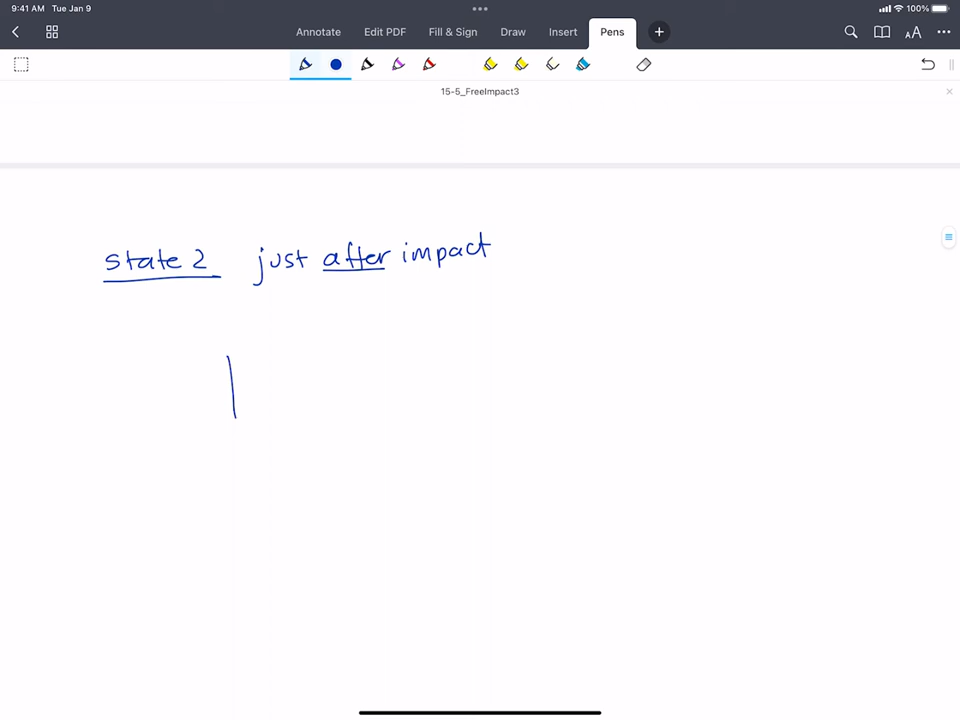 9:41 AM Tue Jan 9
100%
Annotate Edit PDF Fill & Sign Draw Insert Pens
AA
15-5_FreeImpact3
state 2 just after impact